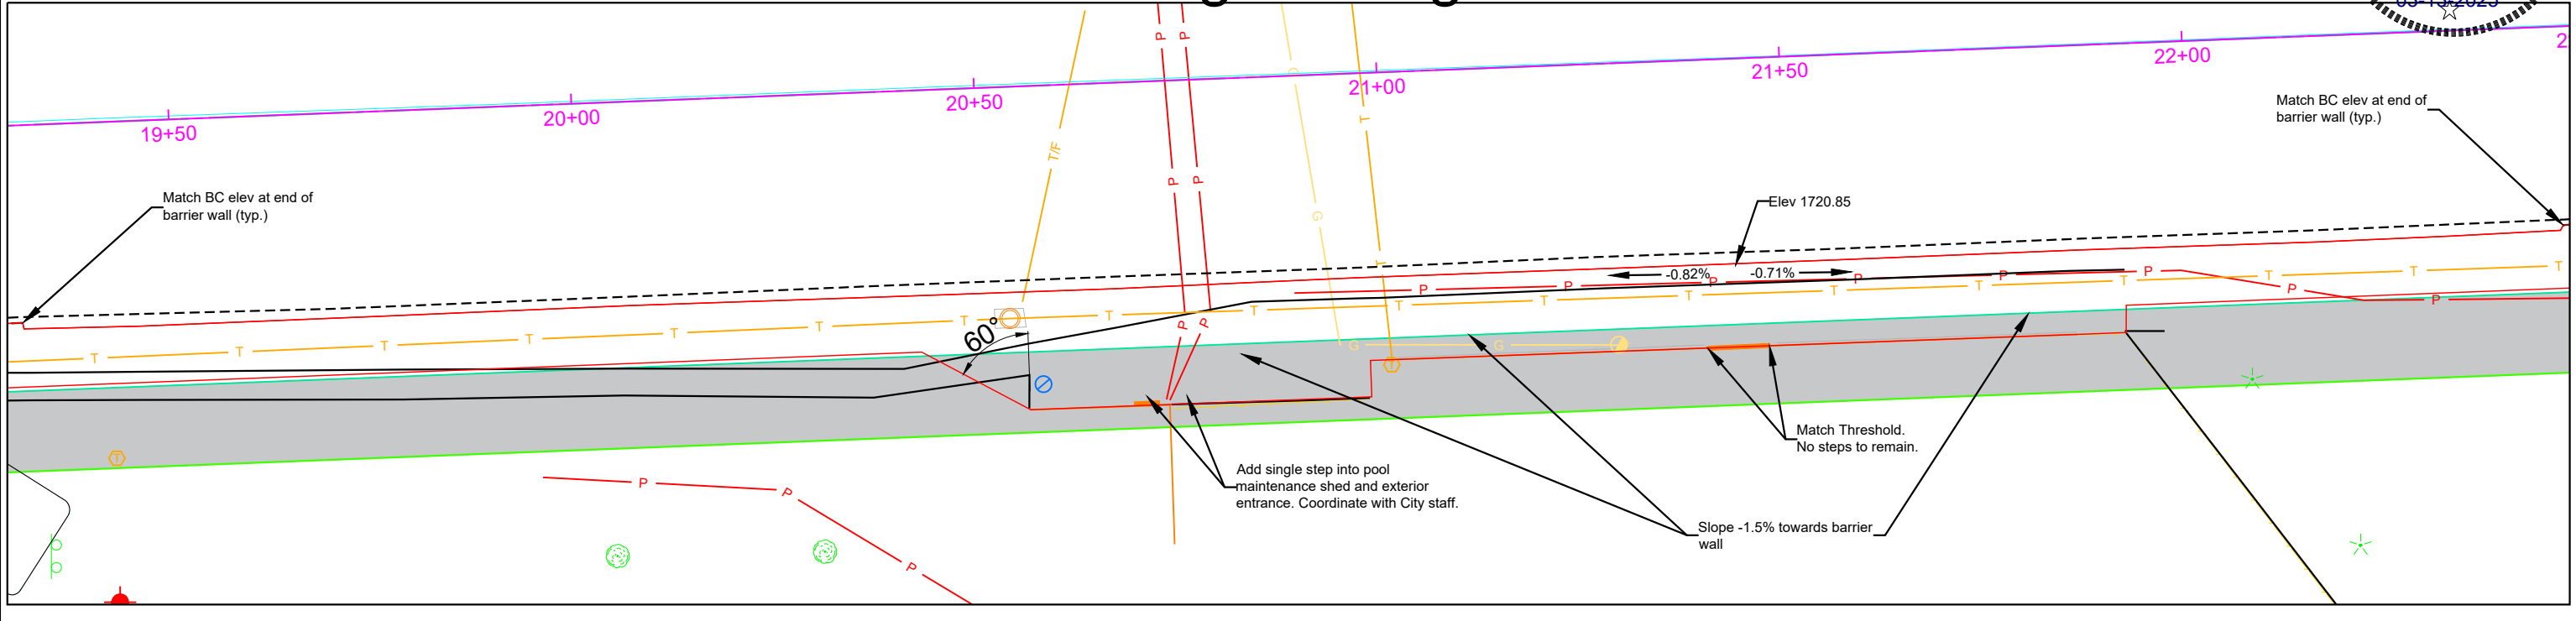 03-13-2025
22+00
21+50
21+00
20+50
20+00
19+50
Match BC elev at end of
barrier wall (typ.)
Match BC elev at end of
barrier wall (typ.)
T/F
P
P
P
P
G
G
T
T
Elev 1720.85
-0.82%
-0.71%
P P P P P P P P
T T T T T T T T T T T T T T T T T T
60°
P P
G G
T
T
Match Threshold.
No steps to remain.
Add single step into pool
maintenance shed and exterior
entrance. Coordinate with City staff.
Slope -1.5% towards barrier
wall
P
P
P